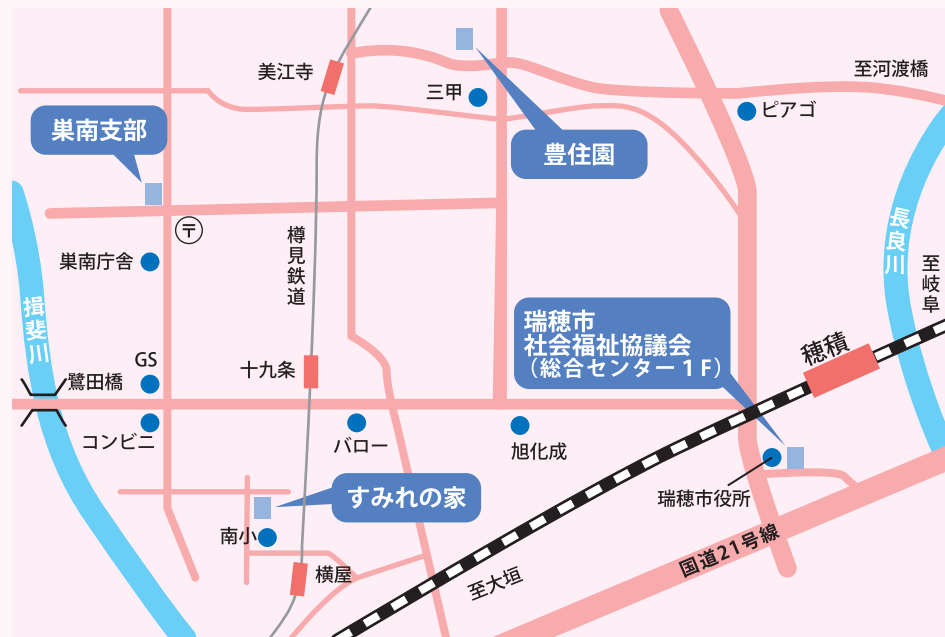 美江寺
三甲
至河渡橋
ピアゴ
巣南支部
豊住園
〒
長良川
巣南庁舎
樽見鉄道
至岐阜
揖斐川
瑞穂市
社会福祉協議会
（総合センター１F）
穂積
GS
鷺田橋
十九条
コンビニ
バロー
旭化成
すみれの家
瑞穂市役所
南小
国道21号線
横屋
至大垣